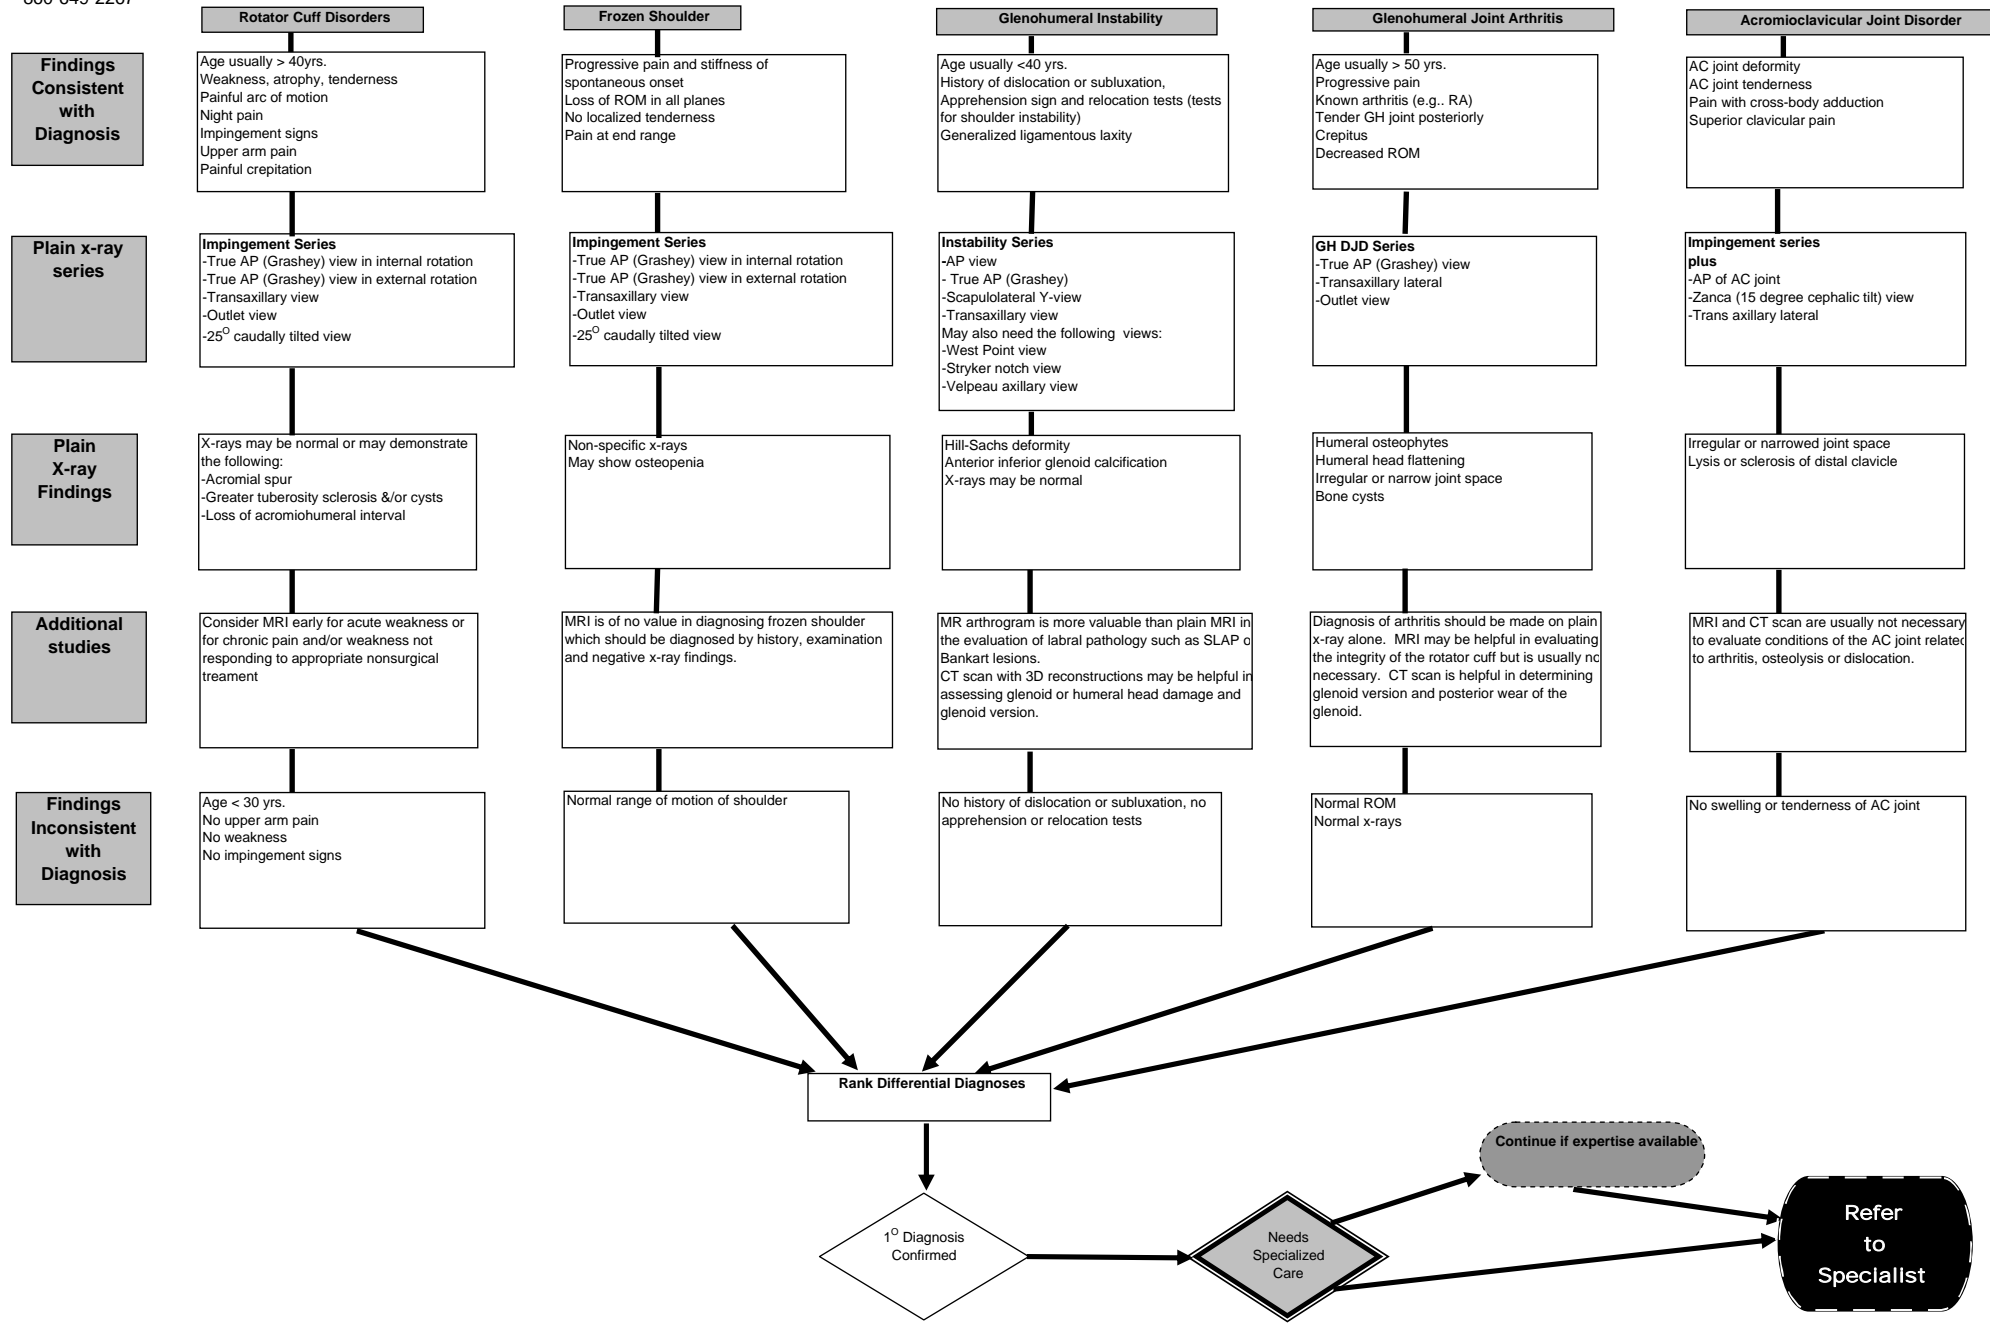 Rotator Cuff Disorders
Frozen Shoulder
Glenohumeral Instability
Glenohumeral Joint Arthritis
Acromioclavicular Joint Disorder
Findings
Consistent
with
Diagnosis
Age usually > 40yrs.
Weakness, atrophy, tenderness
Painful arc of motion
Night pain
Impingement signs
Upper arm pain
Painful crepitation
Progressive pain and stiffness of
spontaneous onset
Loss of ROM in all planes
No localized tenderness
Pain at end range
Age usually <40 yrs.
History of dislocation or subluxation,
Apprehension sign and relocation tests (tests
for shoulder instability)
Generalized ligamentous laxity
Age usually > 50 yrs.
Progressive pain
Known arthritis (e.g.. RA)
Tender GH joint posteriorly
Crepitus
Decreased ROM
AC joint deformity
AC joint tenderness
Pain with cross-body adduction
Superior clavicular pain
Plain x-ray
series
Impingement Series
-True AP (Grashey) view in internal rotation
-True AP (Grashey) view in external rotation
-Transaxillary view
-Outlet view
-25O caudally tilted view
Impingement Series
-True AP (Grashey) view in internal rotation
-True AP (Grashey) view in external rotation
-Transaxillary view
-Outlet view
-25O caudally tilted view
Instability Series
-AP view
- True AP (Grashey)
-Scapulolateral Y-view
-Transaxillary view
May also need the following views:
-West Point view
-Stryker notch view
-Velpeau axillary view
GH DJD Series
-True AP (Grashey) view
-Transaxillary lateral
-Outlet view
Impingement series
plus
-AP of AC joint
-Zanca (15 degree cephalic tilt) view
-Trans axillary lateral
Plain
X-ray
Findings
X-rays may be normal or may demonstrate
the following:
-Acromial spur
-Greater tuberosity sclerosis &/or cysts
-Loss of acromiohumeral interval
Non-specific x-rays
May show osteopenia
Hill-Sachs deformity
Anterior inferior glenoid calcification
X-rays may be normal
Humeral osteophytes
Humeral head flattening
Irregular or narrow joint space
Bone cysts
Irregular or narrowed joint space
Lysis or sclerosis of distal clavicle
Additional
studies
Consider MRI early for acute weakness or
for chronic pain and/or weakness not
responding to appropriate nonsurgical
treament
MRI is of no value in diagnosing frozen shoulder
which should be diagnosed by history, examination
and negative x-ray findings.
MR arthrogram is more valuable than plain MRI in
the evaluation of labral pathology such as SLAP o
Bankart lesions.
CT scan with 3D reconstructions may be helpful in
assessing glenoid or humeral head damage and
glenoid version.
Diagnosis of arthritis should be made on plain
x-ray alone. MRI may be helpful in evaluating
the integrity of the rotator cuff but is usually no
necessary. CT scan is helpful in determining
glenoid version and posterior wear of the
glenoid.
MRI and CT scan are usually not necessary
to evaluate conditions of the AC joint related
to arthritis, osteolysis or dislocation.
Findings
Inconsistent
with
Diagnosis
Age < 30 yrs.
No upper arm pain
No weakness
No impingement signs
Normal range of motion of shoulder
No history of dislocation or subluxation, no
apprehension or relocation tests
Normal ROM
Normal x-rays
No swelling or tenderness of AC joint
Rank Differential Diagnoses
Continue if expertise available
1O Diagnosis
Confirmed
Needs
Specialized
Care
Refer
to
Specialist